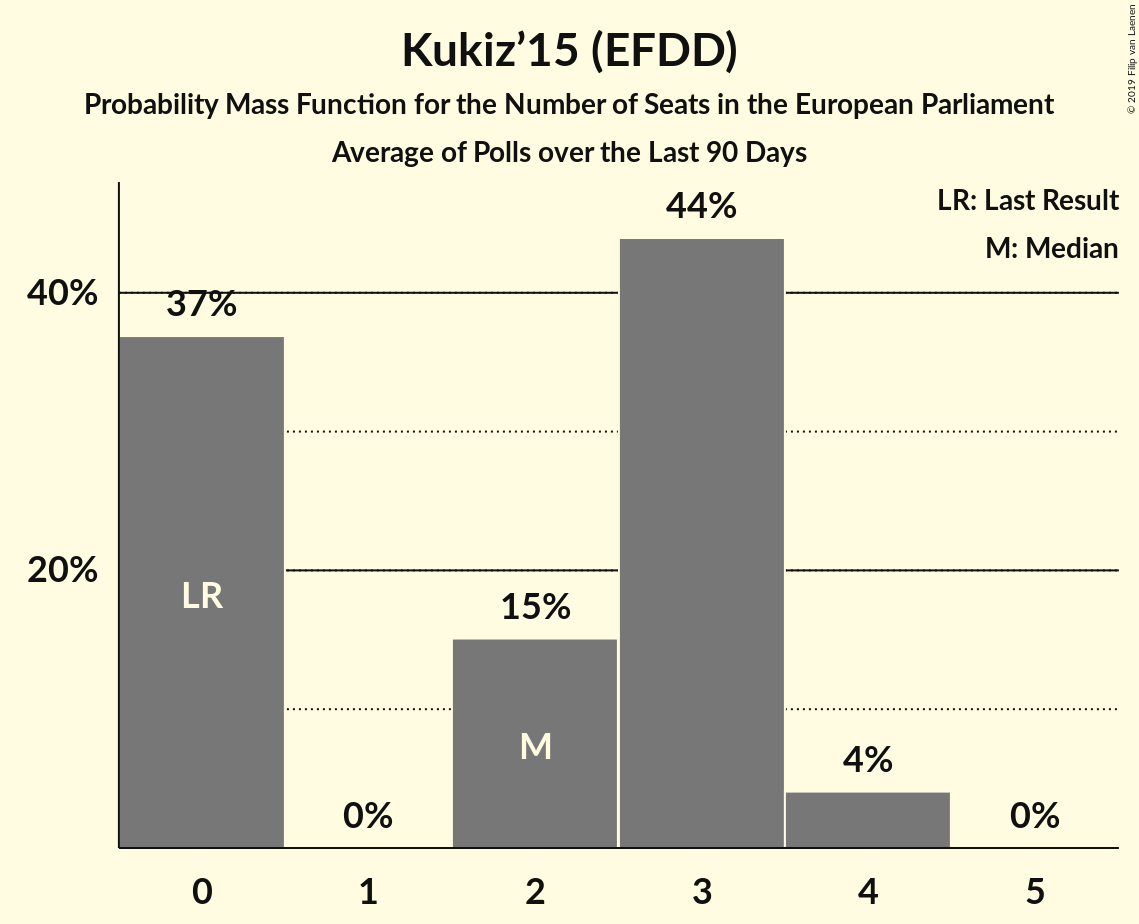 Kukiz’15 (EFDD)
Probability Mass Function for the Number of Seats in the European Parliament
Average of Polls over the Last 90 Days
© 2019 Filip van Laenen
LR: Last Result
M: Median
44%
40%
37%
20%
LR
15%
M
4%
0%
0%
0 1 2 3 4 5